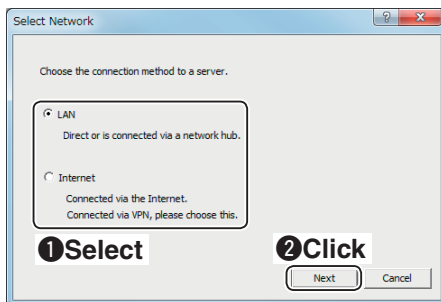 Select Network
Choose the connection method to a server.
LAN
Direct or is connected via a network hub.
Internet
Connected via the Internet.
Connected via VPN, please choose this.
❶Select
❷Click
Next
Cancel